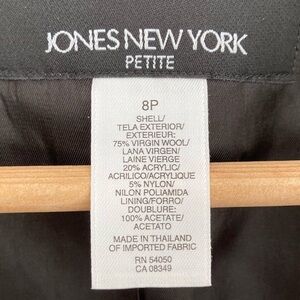 JONES NEW YORK
PETITE
8P
SHELL/
TELA EXTERIOR/
EXTERIEUR:
75% VIRGIN WOOL/
LANA VIRGEN/
LAINE VIERGE
20% ACRYLIC/
ACRILICO/ACRYLIQUE
5% NYLON/
NILON POLIAMIDA
LINING/FORRO/
DOUBLURE:
100% ACETATE/
ACETATO
MADE IN THAILAND
OF IMPORTED FABRIC
RN 54050
CA 08349